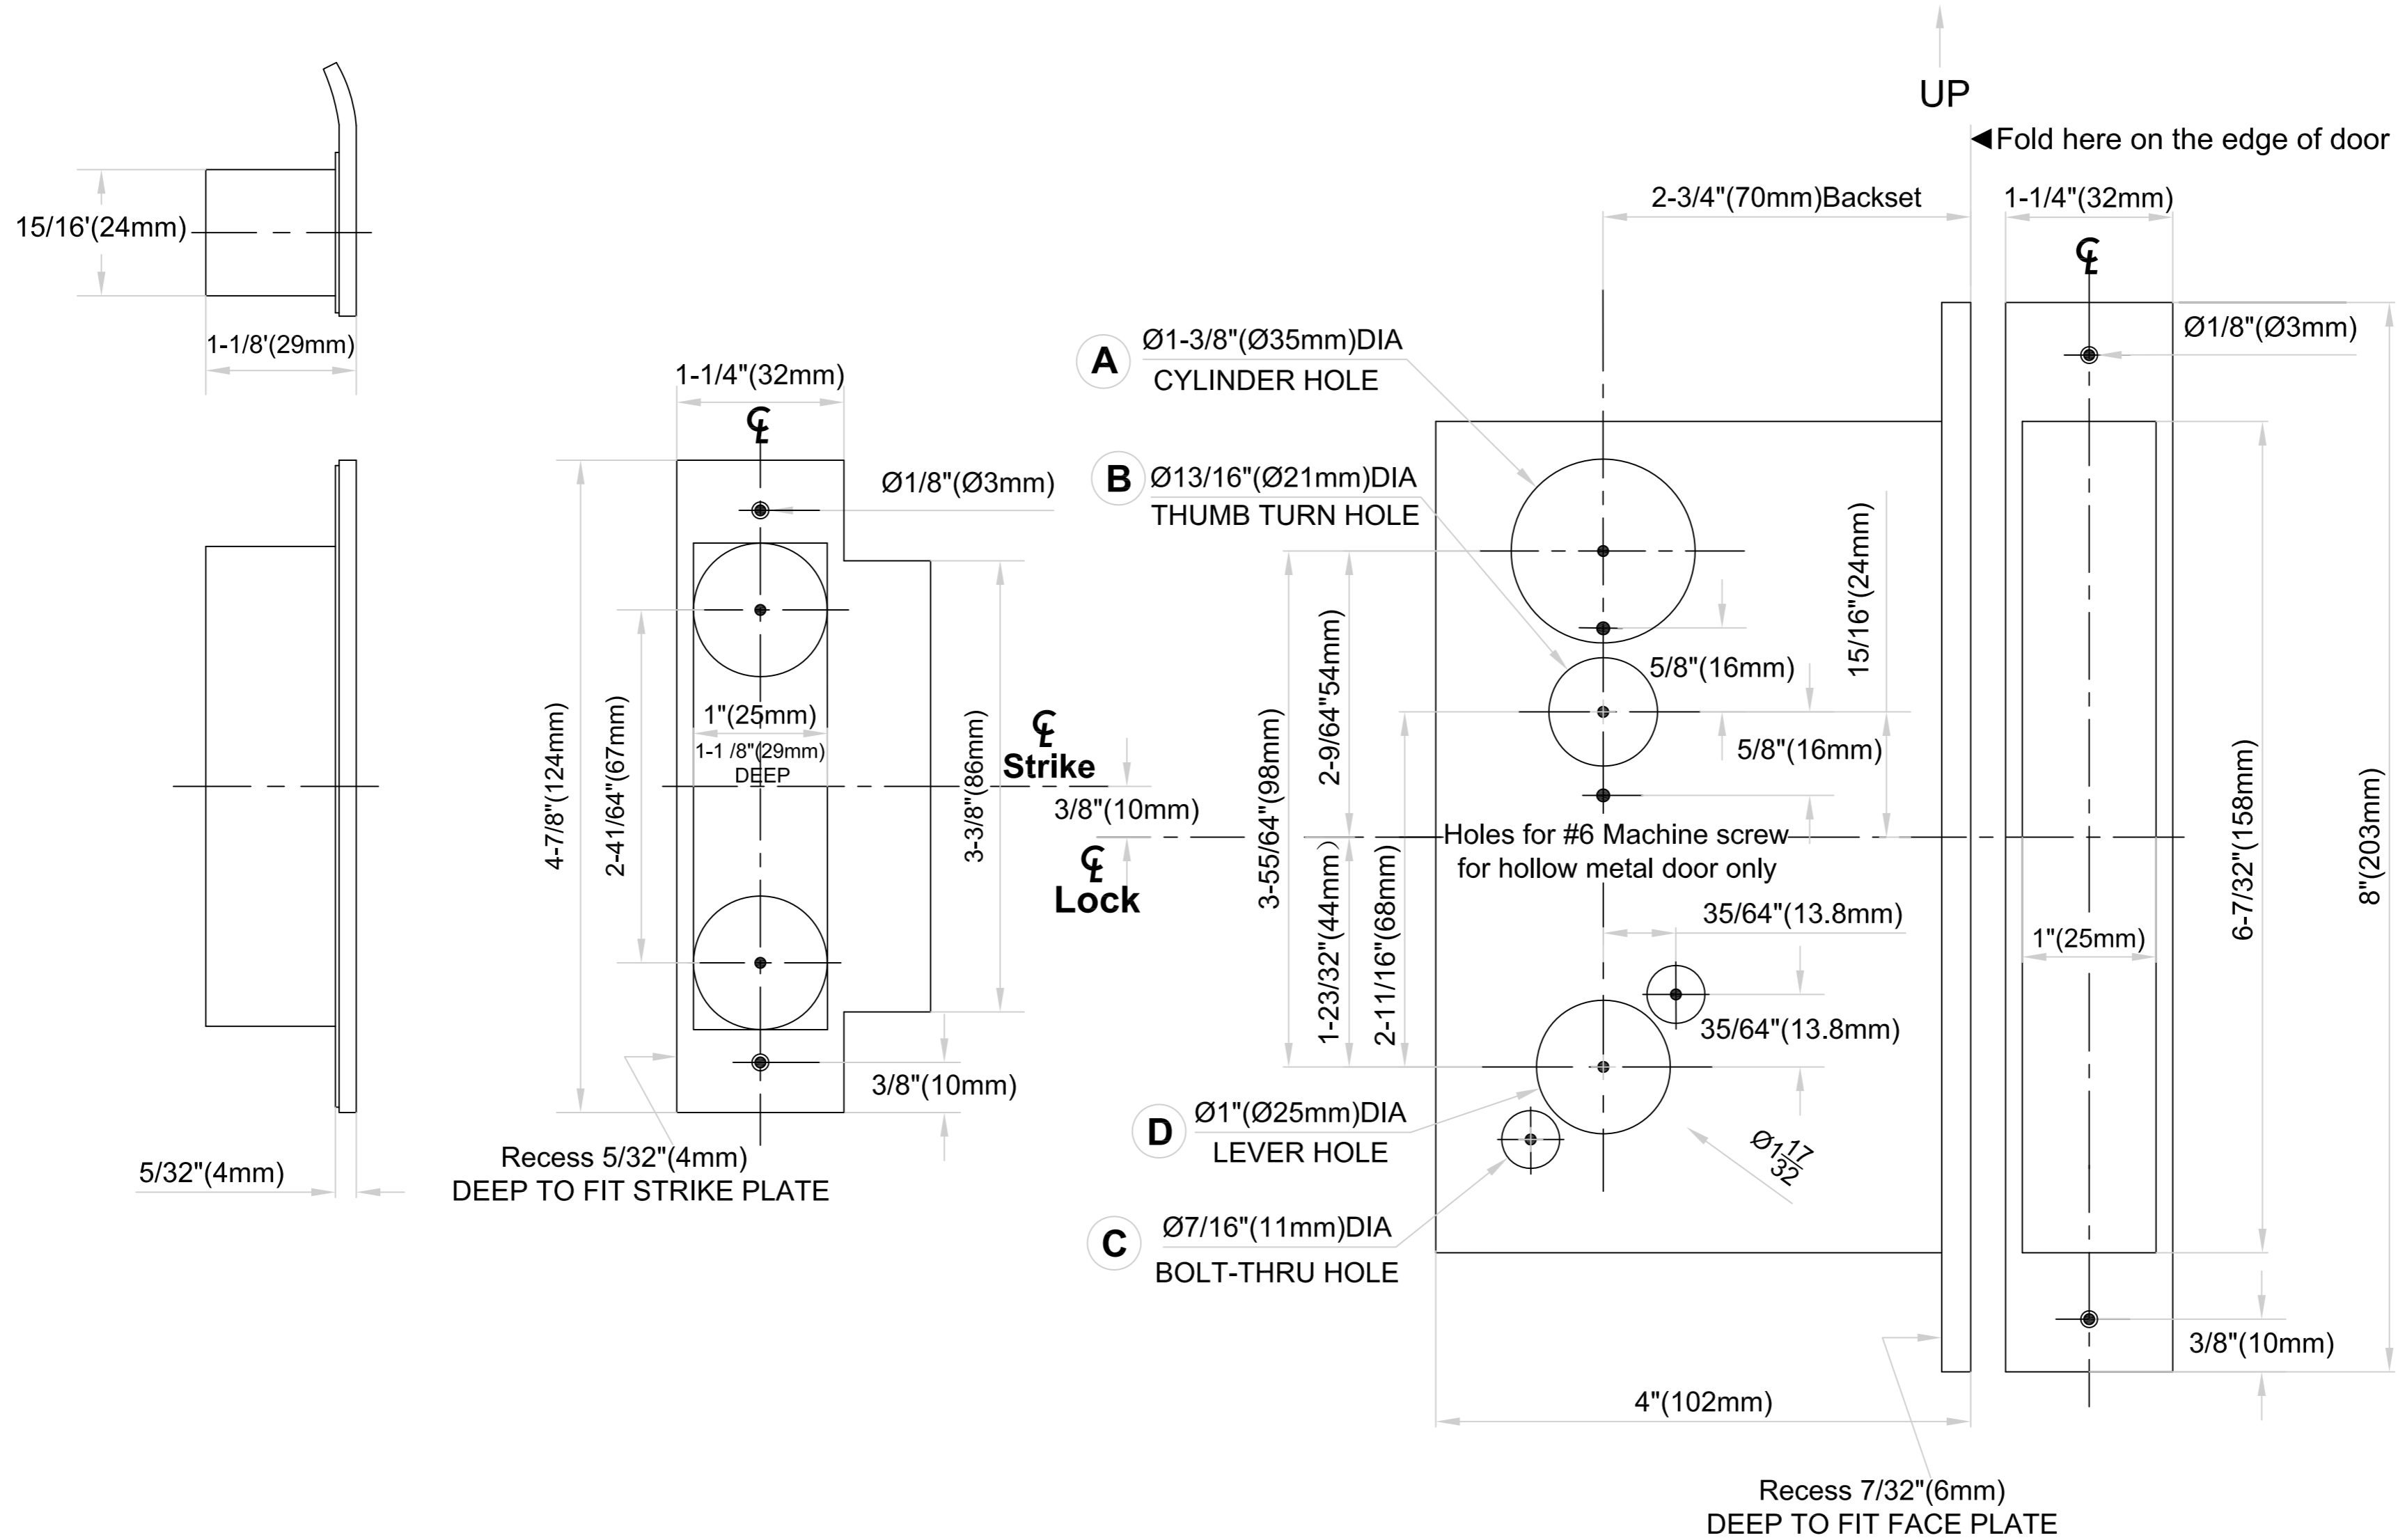 UP
◀Fold here on the edge of door
2-3/4"(70mm)Backset
1-1/4"(32mm)
15/16'(24mm)
℄
Ø1/8"(Ø3mm)
1-1/8'(29mm)
A
Ø1-3/8"(Ø35mm)DIA
CYLINDER HOLE
1-1/4"(32mm)
℄
B
Ø13/16"(Ø21mm)DIA
THUMB TURN HOLE
Ø1/8"(Ø3mm)
15/16"(24mm)
5/8"(16mm)
5/8"(16mm)
2-9/64"54mm)
3-55/64"(98mm)
1-23/32"(44mm）
2-11/16"(68mm)
4-7/8"(124mm)
2-41/64"(67mm)
1"(25mm)
1-1 /8"(29mm)
DEEP
3-3/8"(86mm)
℄
Strike
3/8"(10mm)
℄
Lock
Holes for #6 Machine screw
for hollow metal door only
6-7/32"(158mm)
8"(203mm)
35/64"(13.8mm)
1"(25mm)
35/64"(13.8mm)
3/8"(10mm)
D
Ø1"(Ø25mm)DIA
LEVER HOLE
Ø1 17/32
5/32"(4mm)
Recess 5/32"(4mm)
DEEP TO FIT STRIKE PLATE
C
Ø7/16"(11mm)DIA
BOLT-THRU HOLE
3/8"(10mm)
4"(102mm)
Recess 7/32"(6mm)
DEEP TO FIT FACE PLATE